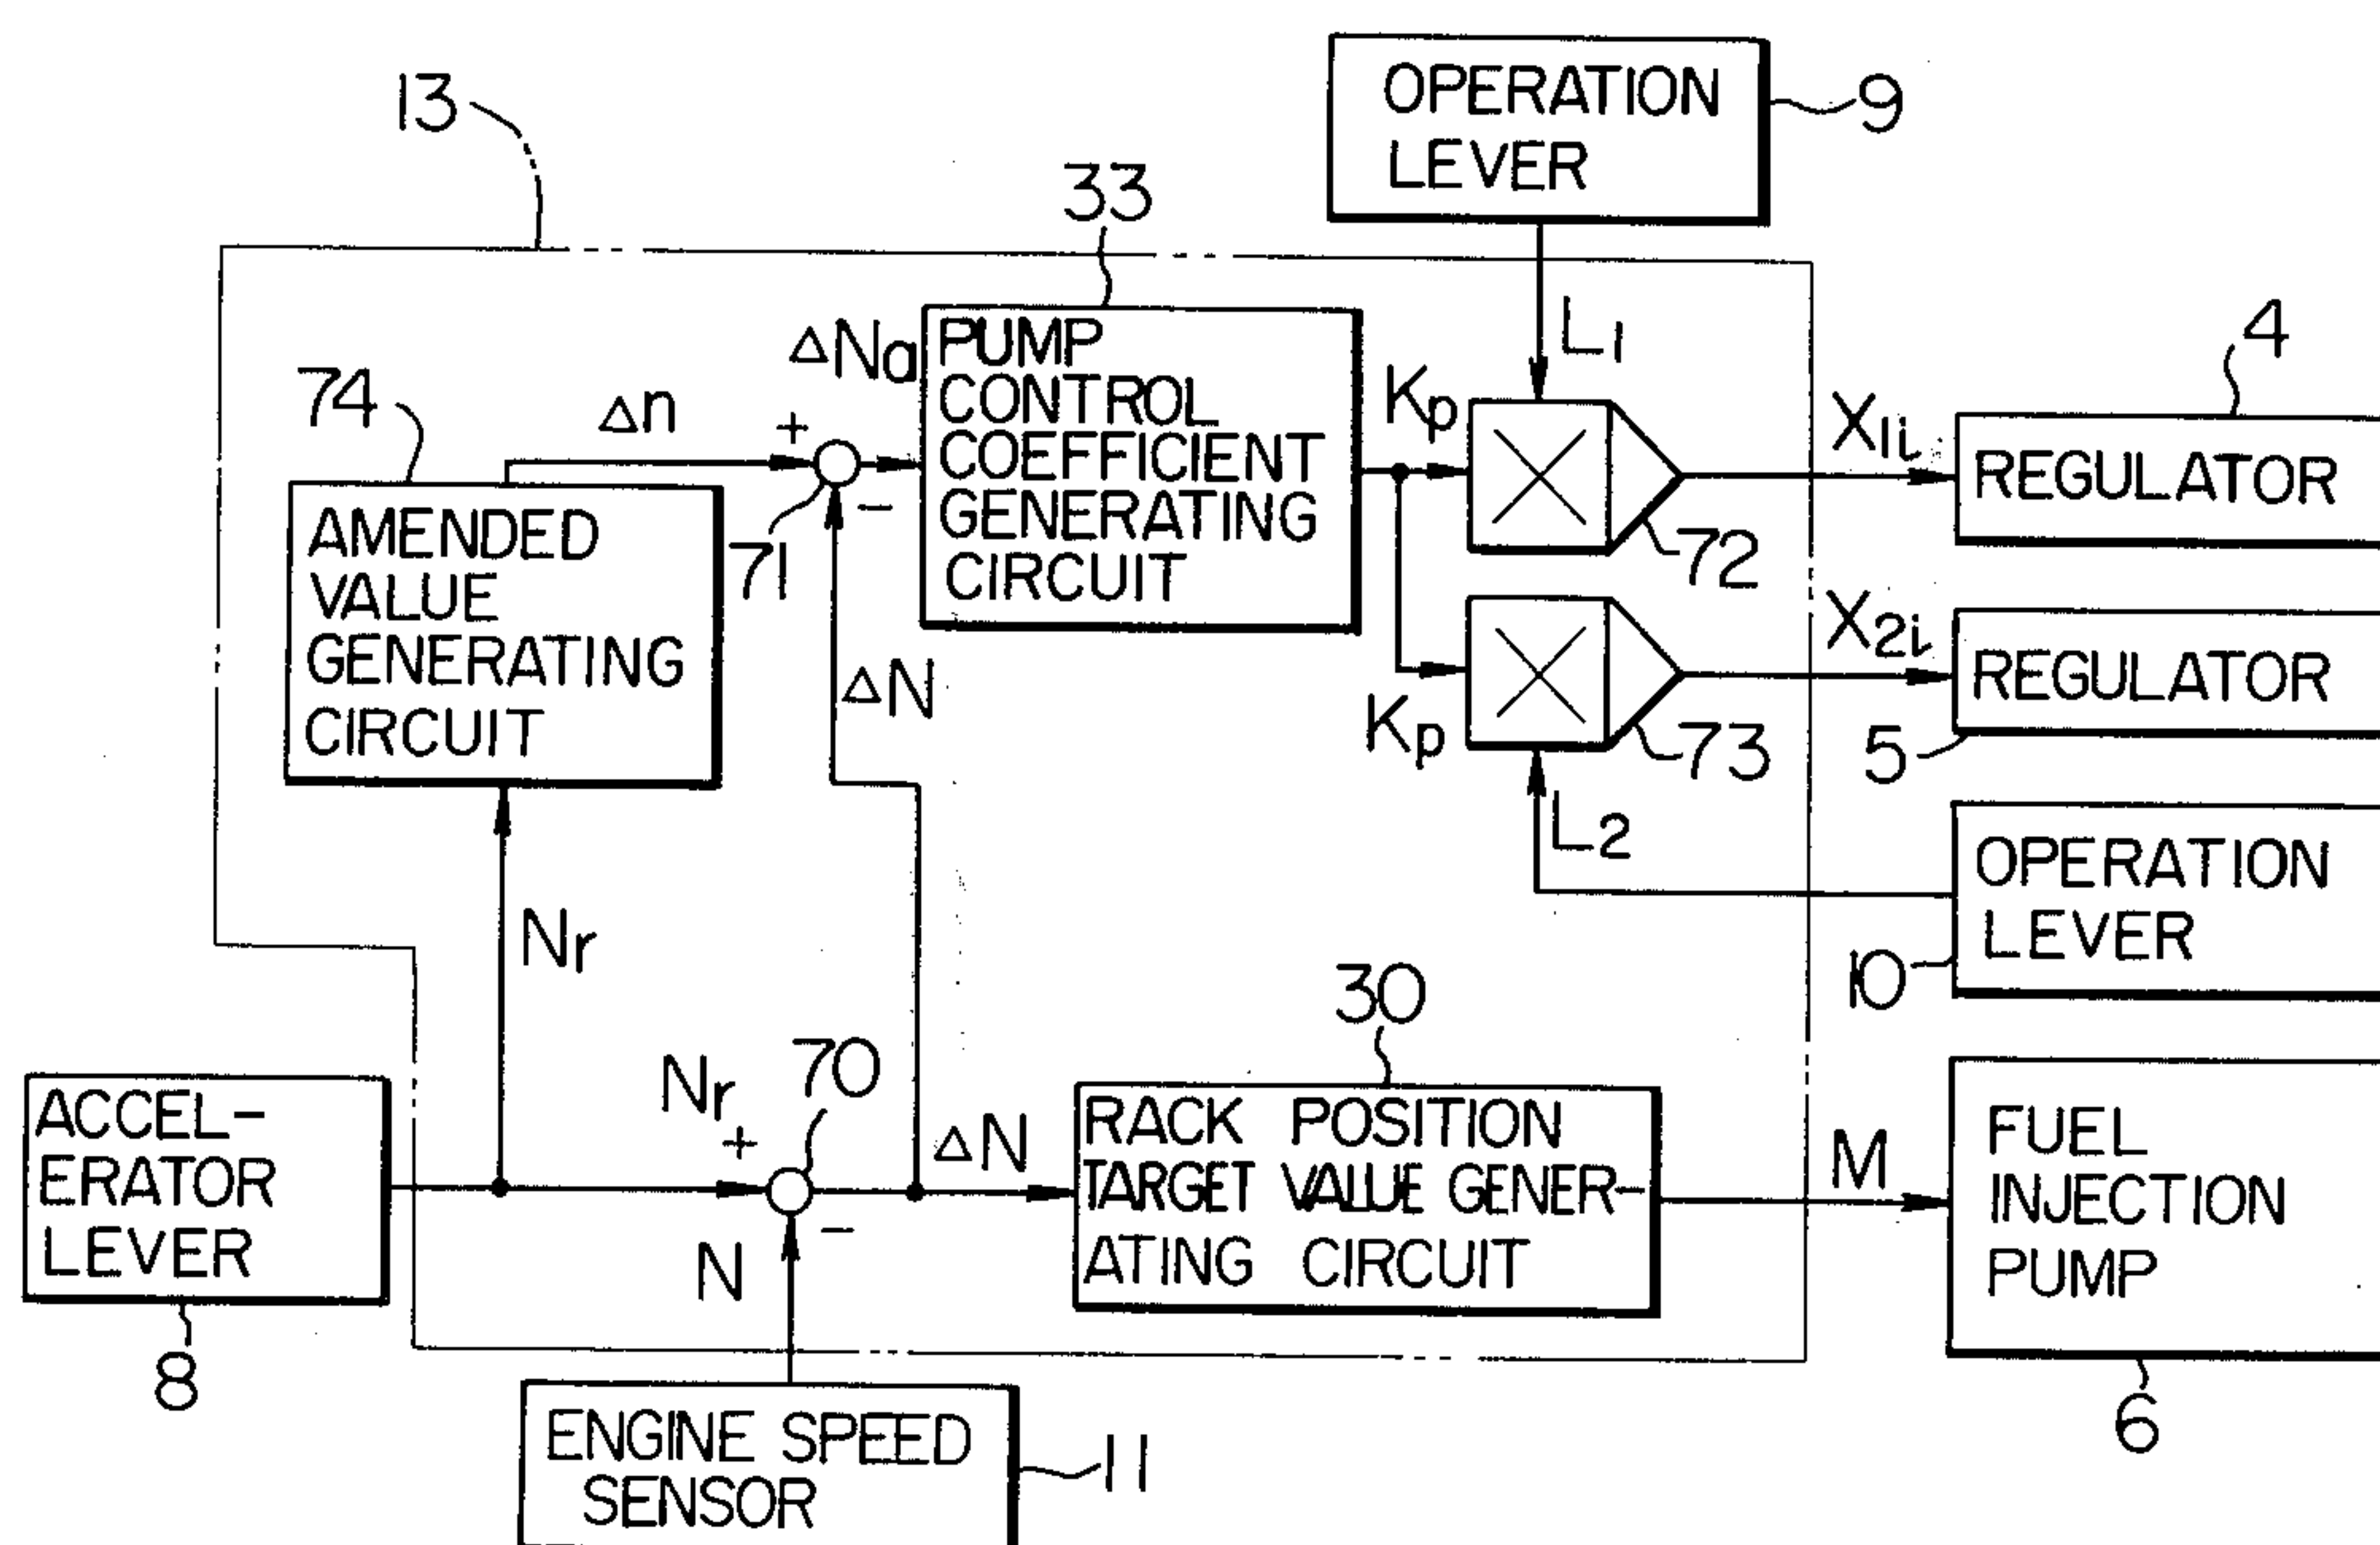 13
OPERATION
LEVER
9
33
PUMP
CONTROL
COEFFICIENT
GENERATING
CIRCUIT
ΔNa
L1
4
74
Δn
+
-
71
Kp
X1i
REGULATOR
72
AMENDED
VALUE
GENERATING
CIRCUIT
ΔN
Kp
73
X2i
REGULATOR
5
L2
OPERATION
LEVER
10
Nr
30
ACCEL-
ERATOR
LEVER
8
Nr
+
70
-
N
ΔN
RACK POSITION
TARGET VALUE GENER-
ATING CIRCUIT
M
FUEL
INJECTION
PUMP
6
ENGINE SPEED
SENSOR
11